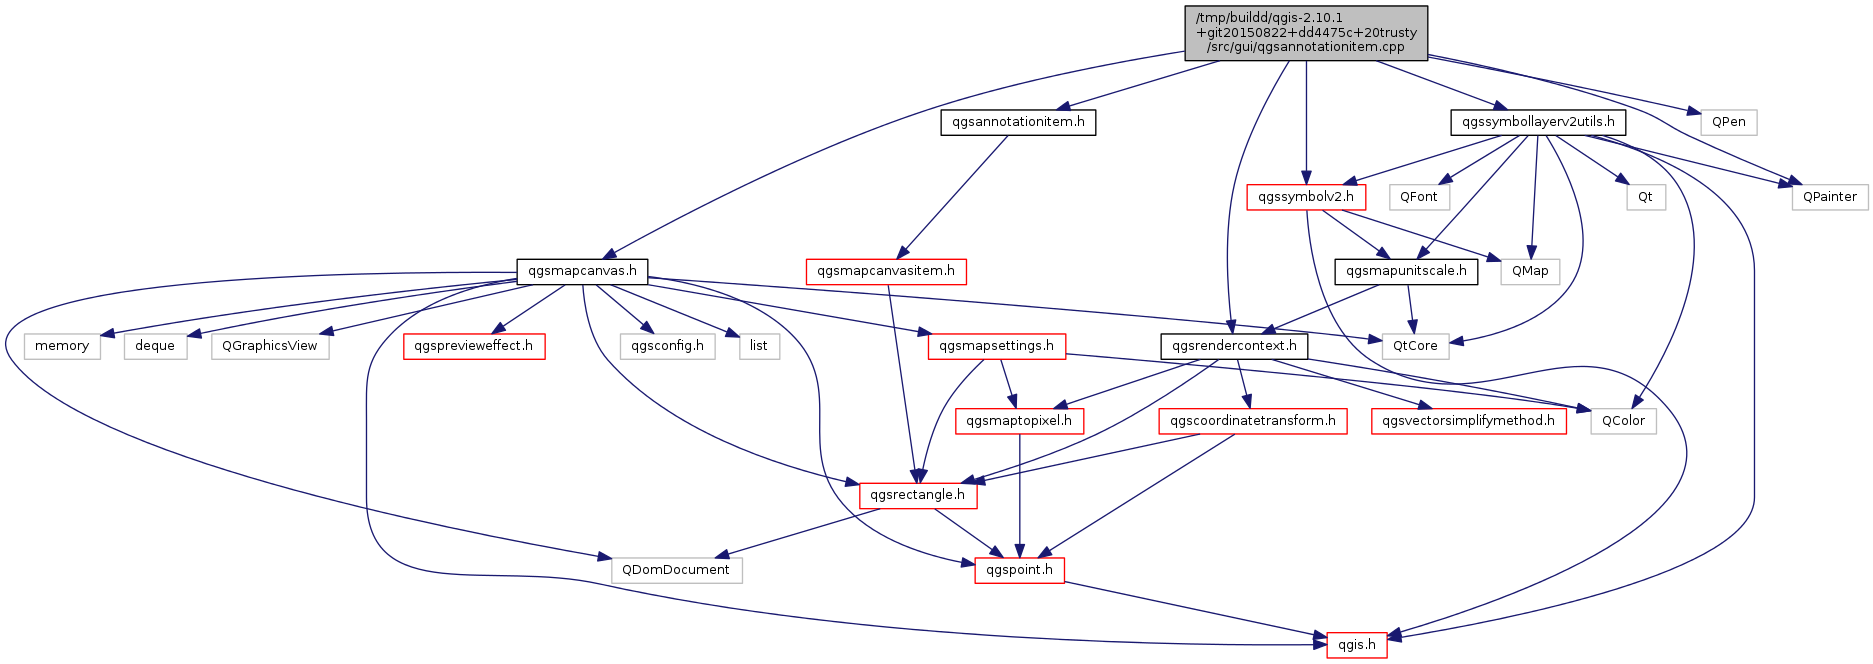 /tmp/buildd/qgis-2.10.1
+git20150822+dd4475c+20trusty
/src/gui/qgsannotationitem.cpp
qgsannotationitem.h
qgssymbollayerv2utils.h
QPen
qgssymbolv2.h
QFont
Qt
QPainter
qgsmapcanvas.h
qgsmapcanvasitem.h
qgsmapunitscale.h
QMap
memory
deque
QGraphicsView
qgsprevieweffect.h
qgsconfig.h
list
qgsmapsettings.h
qgsrendercontext.h
QtCore
qgsmaptopixel.h
qgscoordinatetransform.h
qgsvectorsimplifymethod.h
QColor
qgsrectangle.h
QDomDocument
qgspoint.h
qgis.h